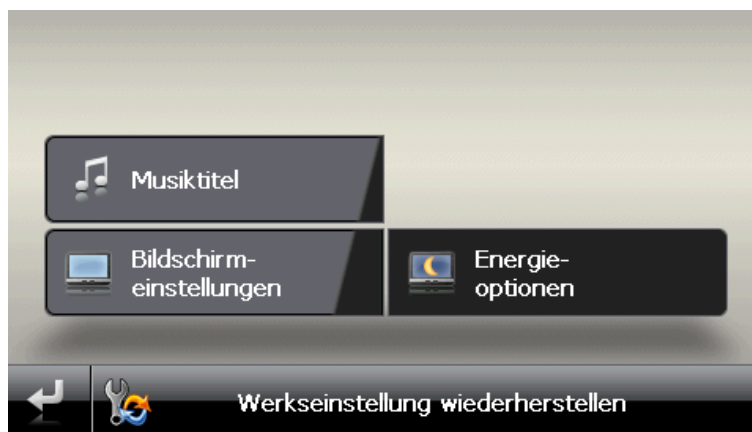 Musiktitel
Bildschirm-
einstellungen
Energie-
optionen
Werkseinstellung wiederherstellen